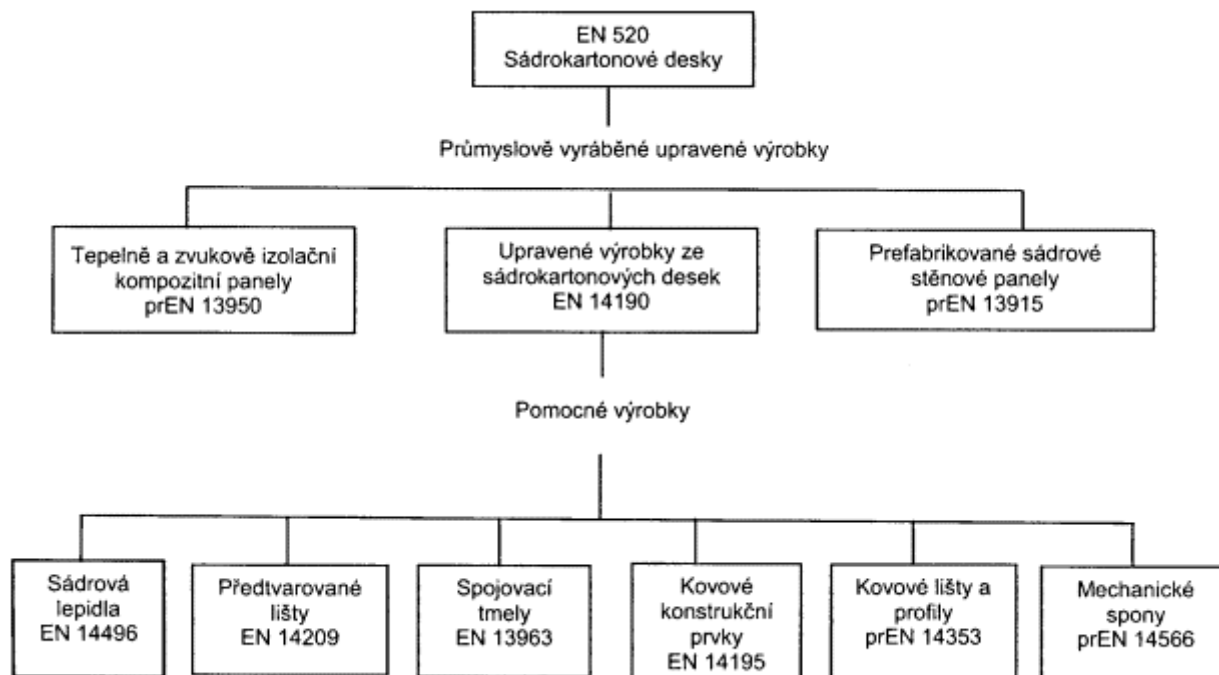 EN 520
Sádrokartonové desky
Průmyslově vyráběné upravené výrobky
Tepelně a zvukově izolační
kompozitní panely
prEN 13950
Upravené výrobky ze
sádrokartonových desek
EN 14190
Prefabrikované sádrové
stěnové panely
prEN 13915
Pomocné výrobky
Sádrová
lepidla
EN 14496
Předtvarované
lišty
EN 14209
Spojovací
tmely
EN 13963
Kovové
konstrukční
prvky
EN 14195
Kovové lišty a
profily
prEN 14353
Mechanické
spony
prEN 14566